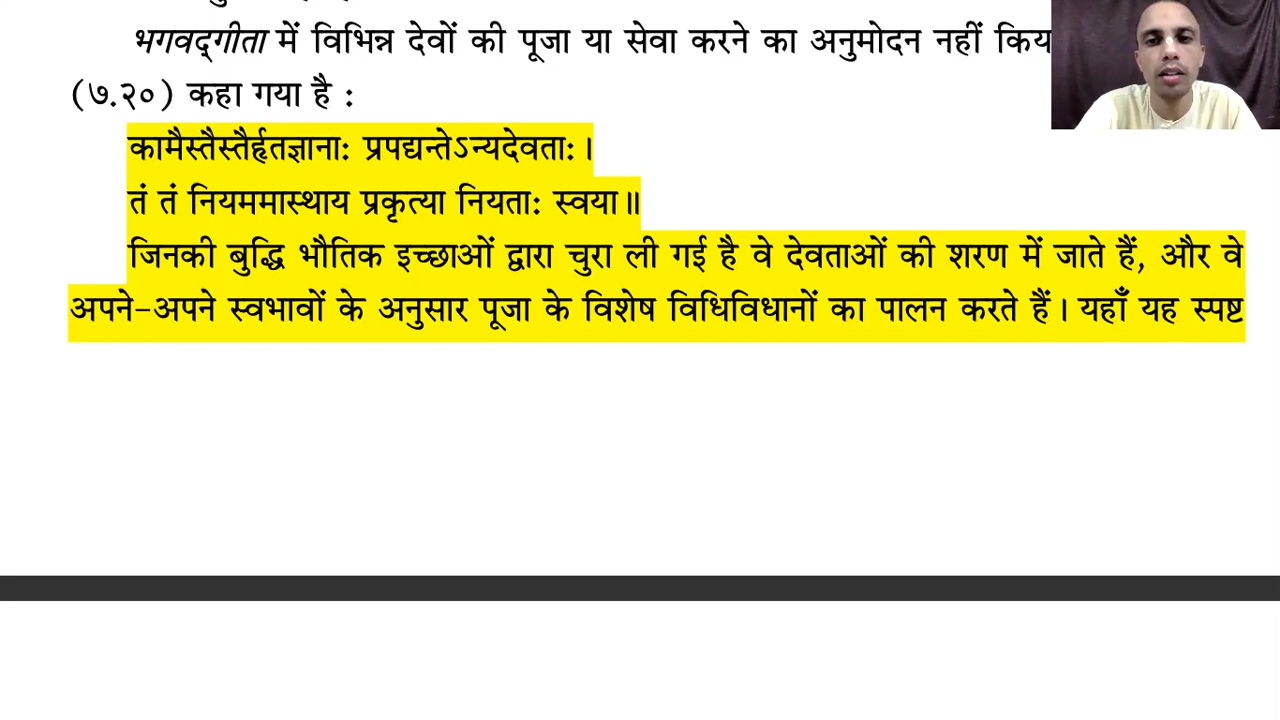 भगवद्‌गीता में विभिन्न देवों की पूजा या सेवा करने का अनुमोदन नहीं
(७.२०) कहा गया है :
कामैस्तैस्तैर्हृतज्ञानाः प्रपद्यन्तेऽन्यदेवताः।
तं तं नियममास्थाय प्रकृत्या नियताः स्वया॥
जिनकी बुद्धि भौतिक इच्छाओं द्वारा चुरा ली गई है वे देवताओं की शरण में जाते हैं, और वे
अपने-अपने स्वभावों के अनुसार पूजा के विशेष विधिविधानों का पालन करते हैं। यहाँ यह स्पष्ट